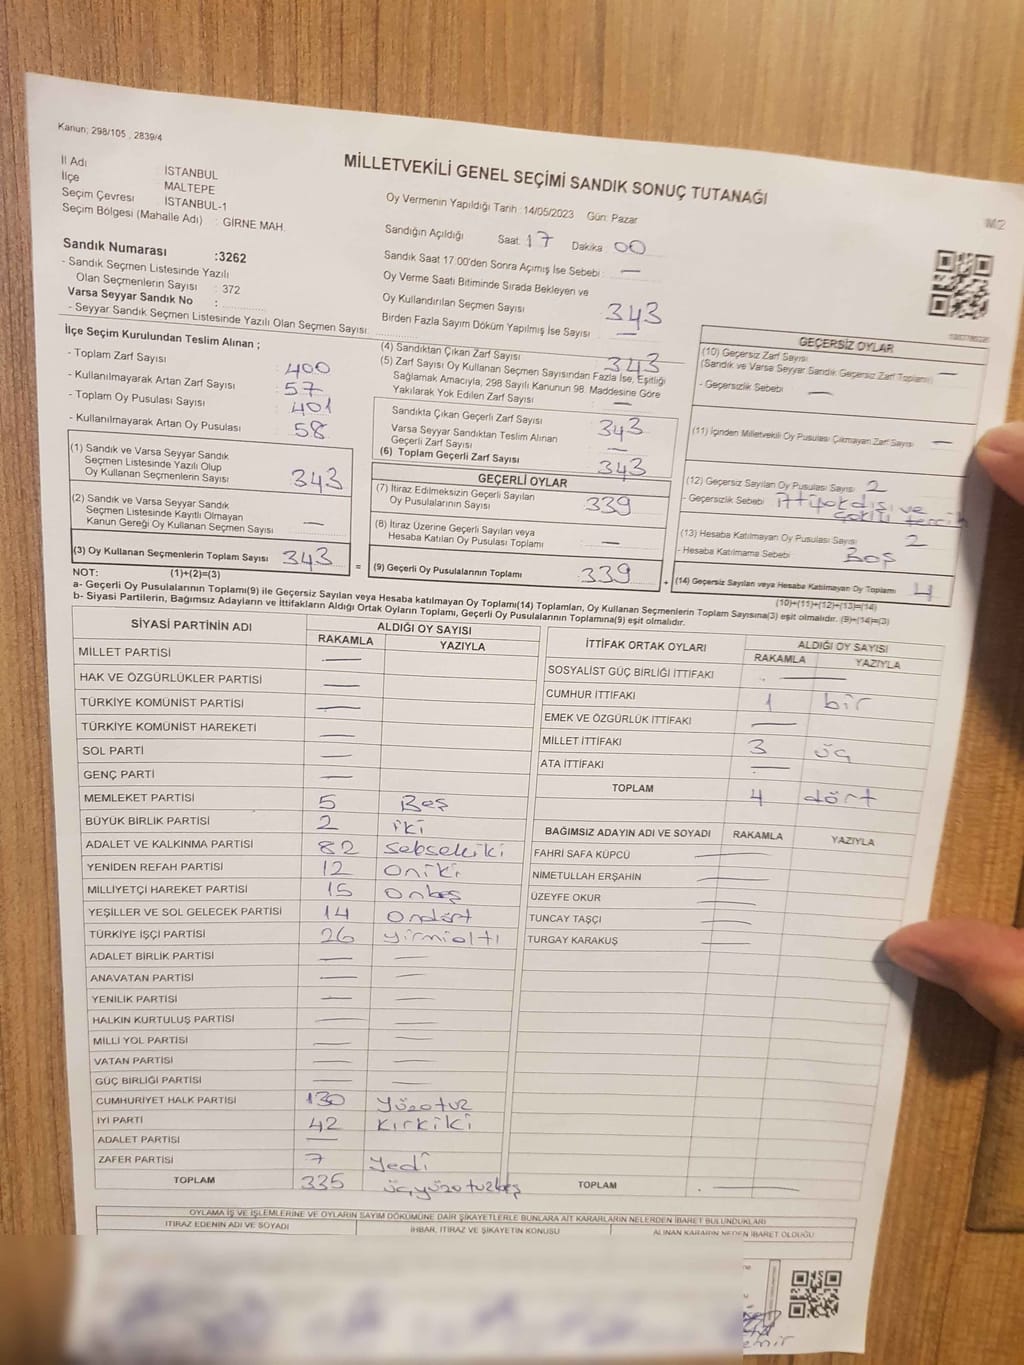 Kanun; 298/105 , 2839/4
MİLLETVEKİLİ GENEL SEÇİMİ SANDIK SONUÇ TUTANAĞI
M2
İl Adı : İSTANBUL
İlçe MALTEPE
Seçim Çevresi : İSTANBUL-1
Seçim Bölgesi (Mahalle Adı) : GİRNE MAH.
Sandık Numarası :3262
- Sandık Seçmen Listesinde Yazılı
Olan Seçmenlerin Sayısı : 372
Varsa Seyyar Sandık No :
- Seyyar Sandık Seçmen Listesinde Yazılı Olan Seçmen Sayısı:
Oy Vermenin Yapıldığı Tarih :14/05/2023 Gün: Pazar
Sandığın Açıldığı Saat: 17 Dakika 00
Sandık Saat 17.00'den Sonra Açılmış İse Sebebi : —
Oy Verme Saati Bitiminde Sırada Bekleyen ve
Oy Kullandırılan Seçmen Sayısı 343
Birden Fazla Sayım Döküm Yapılmış İse Sayısı —
İlçe Seçim Kurulundan Teslim Alınan ;
- Toplam Zarf Sayısı : 400
- Kullanılmayarak Artan Zarf Sayısı : 57
- Toplam Oy Pusulası Sayısı : 401
- Kullanılmayarak Artan Oy Pusulası : 58
(1) Sandık ve Varsa Seyyar Sandık
Seçmen Listesinde Yazılı Olup
Oy Kullanan Seçmenlerin Sayısı : 343
(2) Sandık ve Varsa Seyyar Sandık
Seçmen Listesinde Kayıtlı Olmayan
Kanun Gereği Oy Kullanan Seçmen Sayısı —
(3) Oy Kullanan Seçmenlerin Toplam Sayısı 343
(1)+(2)=(3)
(4) Sandıktan Çıkan Zarf Sayısı 343
(5) Zarf Sayısı Oy Kullanan Seçmen Sayısından Fazla İse, Eşitliği
Sağlamak Amacıyla, 298 Sayılı Kanunun 98. Maddesine Göre
Yakılarak Yok Edilen Zarf Sayısı : —
Sandıkta Çıkan Geçerli Zarf Sayısı 343
Varsa Seyyar Sandıktan Teslim Alınan
Geçerli Zarf Sayısı —
(6) Toplam Geçerli Zarf Sayısı 343
GEÇERLİ OYLAR
(7) İtiraz Edilmeksizin Geçerli Sayılan
Oy Pusulalarının Sayısı : 339
(8) İtiraz Üzerine Geçerli Sayılan veya
Hesaba Katılan Oy Pusulası Toplamı —
= (9) Geçerli Oy Pusulalarının Toplamı : 339
GEÇERSİZ OYLAR
(10) Geçersiz Zarf Sayısı
(Sandık ve Varsa Seyyar Sandık Geçersiz Zarf Toplamı) —
- Geçersizlik Sebebi : —
(11) İçinden Milletvekili Oy Pusulası Çıkmayan Zarf Sayısı —
(12) Geçersiz Sayılan Oy Pusulası Sayısı 2
- Geçersizlik Sebebi : ittifak dışı ve
çoklu tercih
(13) Hesaba Katılmayan Oy Pusulası Sayısı 2
- Hesaba Katılmama Sebebi : Boş
+ (14) Geçersiz Sayılan veya Hesaba Katılmayan Oy Toplamı 4
(10)+(11)+(12)+(13)=(14)
NOT:
a- Geçerli Oy Pusulalarının Toplamı(9) ile Geçersiz Sayılan veya Hesaba katılmayan Oy Toplamı(14) Toplamları, Oy Kullanan Seçmenlerin Toplam Sayısına(3) eşit olmalıdır. (9)+(14)=(3)
b- Siyasi Partilerin, Bağımsız Adayların ve İttifakların Aldığı Ortak Oyların Toplamı, Geçerli Oy Pusulalarının Toplamına(9) eşit olmalıdır.
SİYASİ PARTİNİN ADI ALDIĞI OY SAYISI
RAKAMLA YAZIYLA
MİLLET PARTİSİ —
HAK VE ÖZGÜRLÜKLER PARTİSİ —
TÜRKİYE KOMÜNİST PARTİSİ —
TÜRKİYE KOMÜNİST HAREKETİ —
SOL PARTİ —
GENÇ PARTİ —
MEMLEKET PARTİSİ 5 Beş
BÜYÜK BİRLİK PARTİSİ 2 iki
ADALET VE KALKINMA PARTİSİ 82 seksekiki
YENİDEN REFAH PARTİSİ 12 oniki
MİLLİYETÇİ HAREKET PARTİSİ 15 onbeş
YEŞİLLER VE SOL GELECEK PARTİSİ 14 ondört
TÜRKİYE İŞÇİ PARTİSİ 26 yirmialtı
ADALET BİRLİK PARTİSİ — —
ANAVATAN PARTİSİ — —
YENİLİK PARTİSİ — —
HALKIN KURTULUŞ PARTİSİ — —
MİLLİ YOL PARTİSİ — —
VATAN PARTİSİ — —
GÜÇ BİRLİĞİ PARTİSİ — —
CUMHURİYET HALK PARTİSİ 130 yüzotuz
İYİ PARTİ 42 kırkiki
ADALET PARTİSİ —
ZAFER PARTİSİ 7 yedi
TOPLAM 335 üçyüzotuzbeş
İTTİFAK ORTAK OYLARI ALDIĞI OY SAYISI
RAKAMLA YAZIYLA
SOSYALİST GÜÇ BİRLİĞİ İTTİFAKI —
CUMHUR İTTİFAKI 1 bir
EMEK VE ÖZGÜRLÜK İTTİFAKI —
MİLLET İTTİFAKI 3 üç
ATA İTTİFAKI —
TOPLAM 4 dört
BAĞIMSIZ ADAYIN ADI VE SOYADI RAKAMLA YAZIYLA
FAHRİ SAFA KÜPCÜ —
NİMETULLAH ERŞAHİN —
ÜZEYFE OKUR —
TUNCAY TAŞÇI —
TURGAY KARAKUŞ —
TOPLAM —
OYLAMA İŞ VE İŞLEMLERİNE VE OYLARIN SAYIM DÖKÜMÜNE DAİR ŞİKAYETLERLE BUNLARA AİT KARARLARIN NELERDEN İBARET BULUNDUKLARI
İTİRAZ EDENİN ADI VE SOYADI İHBAR, İTİRAZ VE ŞİKAYETİN KONUSU ALINAN KARARIN NEDEN İBARET OLDUĞU